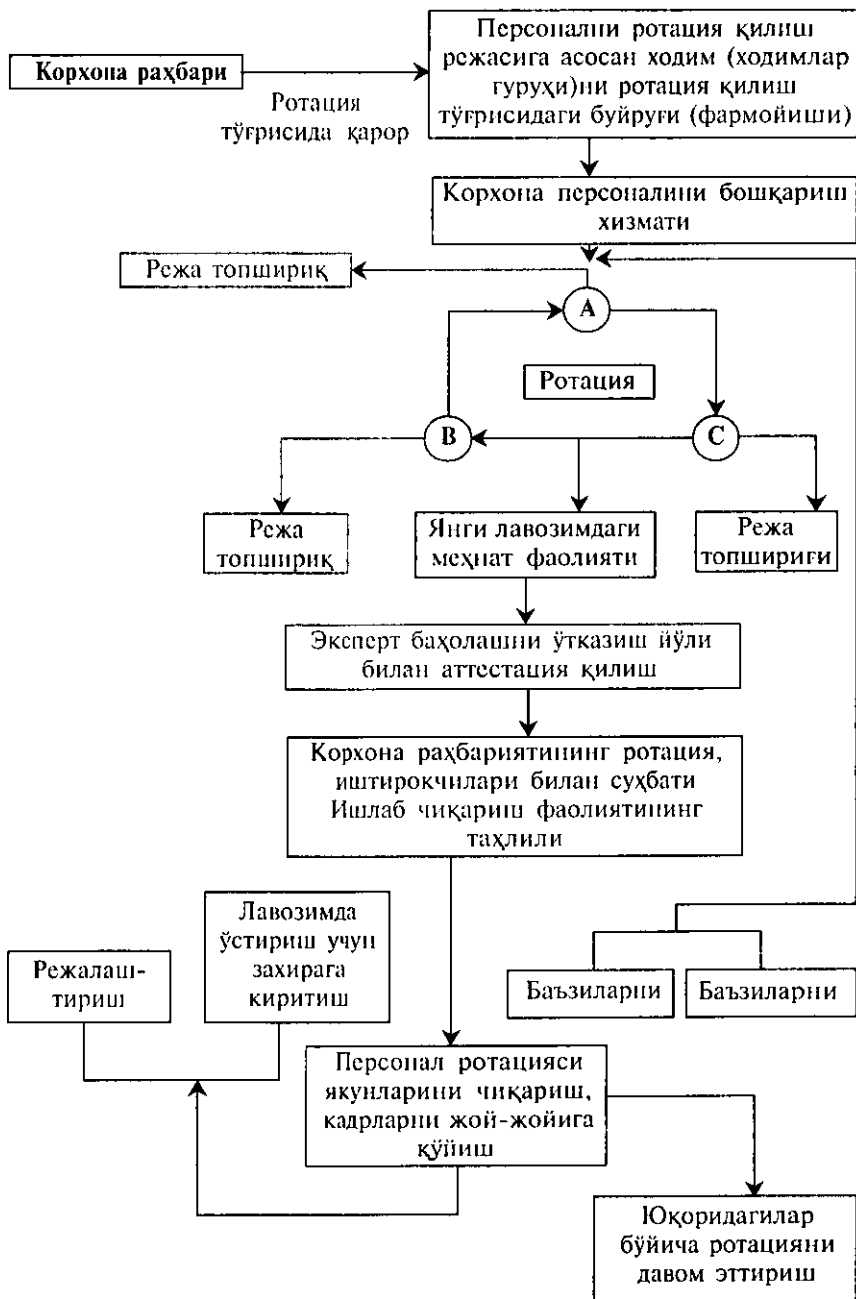 Персонални ротация қилиш
режасига асосан ходим (ходимлар
гуруҳи)ни ротация қилиш
тўғрисидаги буйруғи (фармойиши)
Корхона раҳбари
Ротация
тўғрисида қарор
Корхона персоналини бошқариш
хизмати
Режа топшириқ
А
Ротация
В
С
Режа
топшириқ
Янги лавозимдаги
меҳнат фаолияти
Режа
топшириғи
Эксперт баҳолашни ўтказиш йўли
билан аттестация қилиш
Корхона раҳбариятининг ротация,
иштирокчилари билан суҳбати
Ишлаб чиқариш фаолиятининг
таҳлили
Лавозимда
ўстириш учун
захирага
киритиш
Режалаш-
тириш
Баъзиларни
Баъзиларни
Персонал ротацияси
якунларини чиқариш,
кадрларни жой-жойига
қўйиш
Юқоридагилар
бўйича ротацияни
давом эттириш